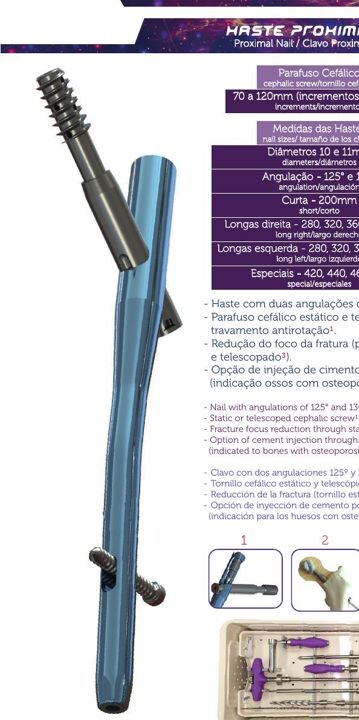 HASTE PROXIM
Proximal Nail / Clavo Proxim
Parafuso Cefálico
cephalic screw/tornillo cef
70 a 120mm (incrementos
increments/incremento
Medidas das Haste
nail sizes/ tamaño de los cl
Diâmetros 10 e 11m
diameters/diámetros
Angulação - 125° e 1
angulation/angulación
Curta - 200mm
short/corto
Longas direita - 280, 320, 36
long right/largo derech
Longas esquerda - 280, 320, 3
long left/largo izquierdo
Especiais - 420, 440, 46
special/especiales
- Haste com duas angulações d
- Parafuso cefálico estático e te
travamento antirotação¹.
- Redução do foco da fratura (p
e telescopado³).
- Opção de injeção de cimento
(indicação ossos com osteopo
- Nail with angulations of 125° and 13
- Static or telescoped cephalic screw¹
- Fracture focus reduction through sta
- Option of cement injection through
(indicated to bones with osteoporosi
- Clavo con dos angulaciones 125º y
- Tornillo cefálico estático y telescópi
- Reducción de la fractura (tornillo est
- Opción de inyección de cemento po
(indicación para los huesos con oste
1 2